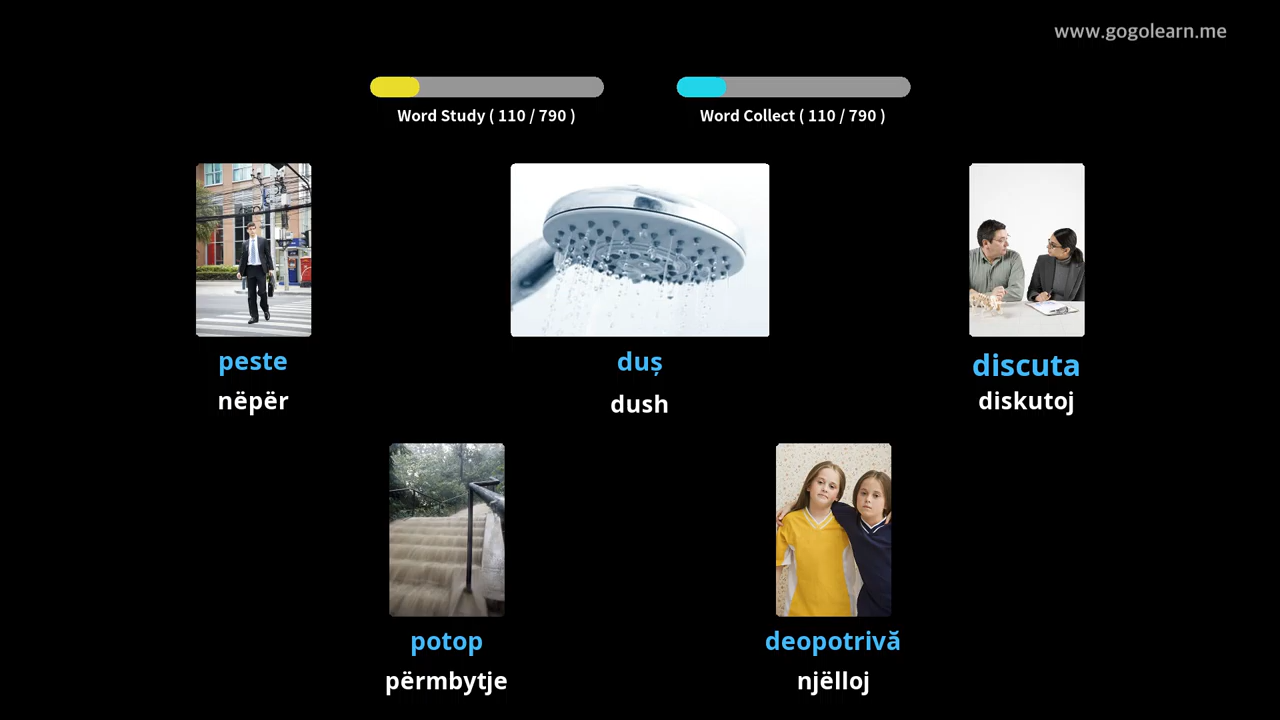 www.gogolearn.me
Word Study ( 110 / 790 )
Word Collect ( 110 / 790 )
peste
nëpër
duș
dush
discuta
diskutoj
potop
përmbytje
deopotrivă
njëlloj